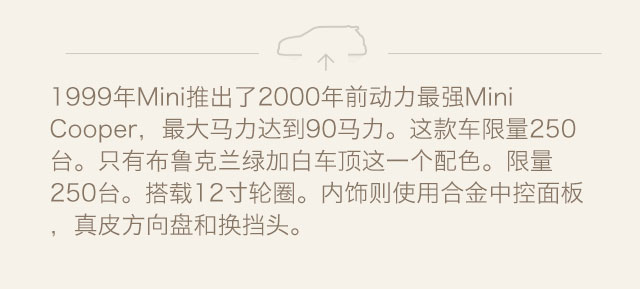 1999年Mini推出了2000年前动力最强Mini
Cooper，最大马力达到90马力。这款车限量250
台。只有布鲁克兰绿加白车顶这一个配色。限量
250台。搭载12寸轮圈。内饰则使用合金中控面板
，真皮方向盘和换挡头。